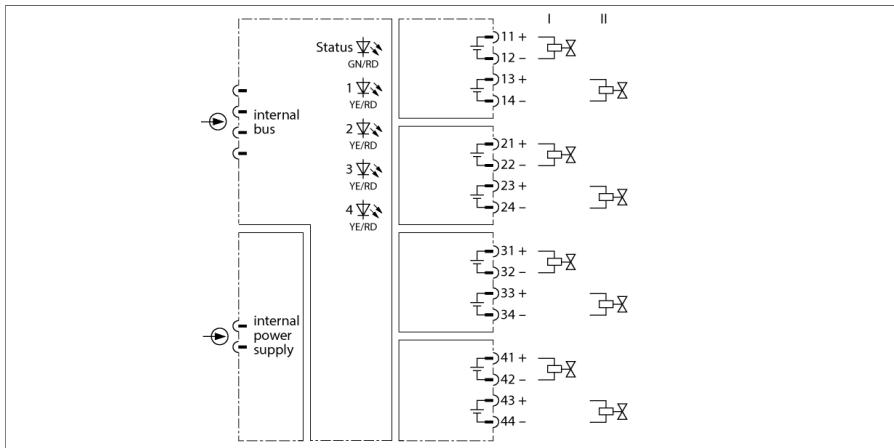 I II
Status
GN/RD
1
YE/RD
2
YE/RD
3
YE/RD
4
YE/RD
internal
bus
internal
power
supply
11 +
12 –
13 +
14 –
21 +
22 –
23 +
24 –
31 +
32 –
33 +
34 –
41 +
42 –
43 +
44 –